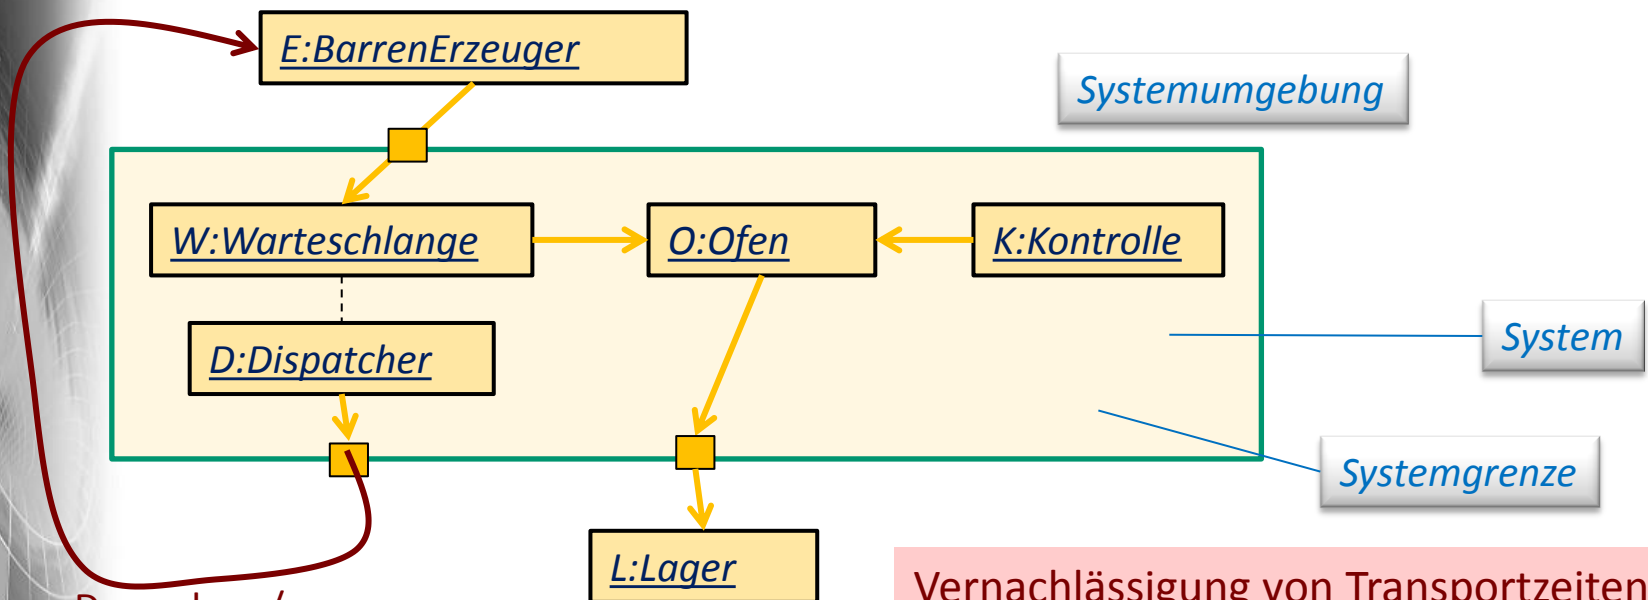 E:BarrenErzeuger
Systemumgebung
W:Warteschlange
O:Ofen
K:Kontrolle
System
D:Dispatcher
Systemgrenze
L:Lager
Vernachlässigung von Transportzeiten